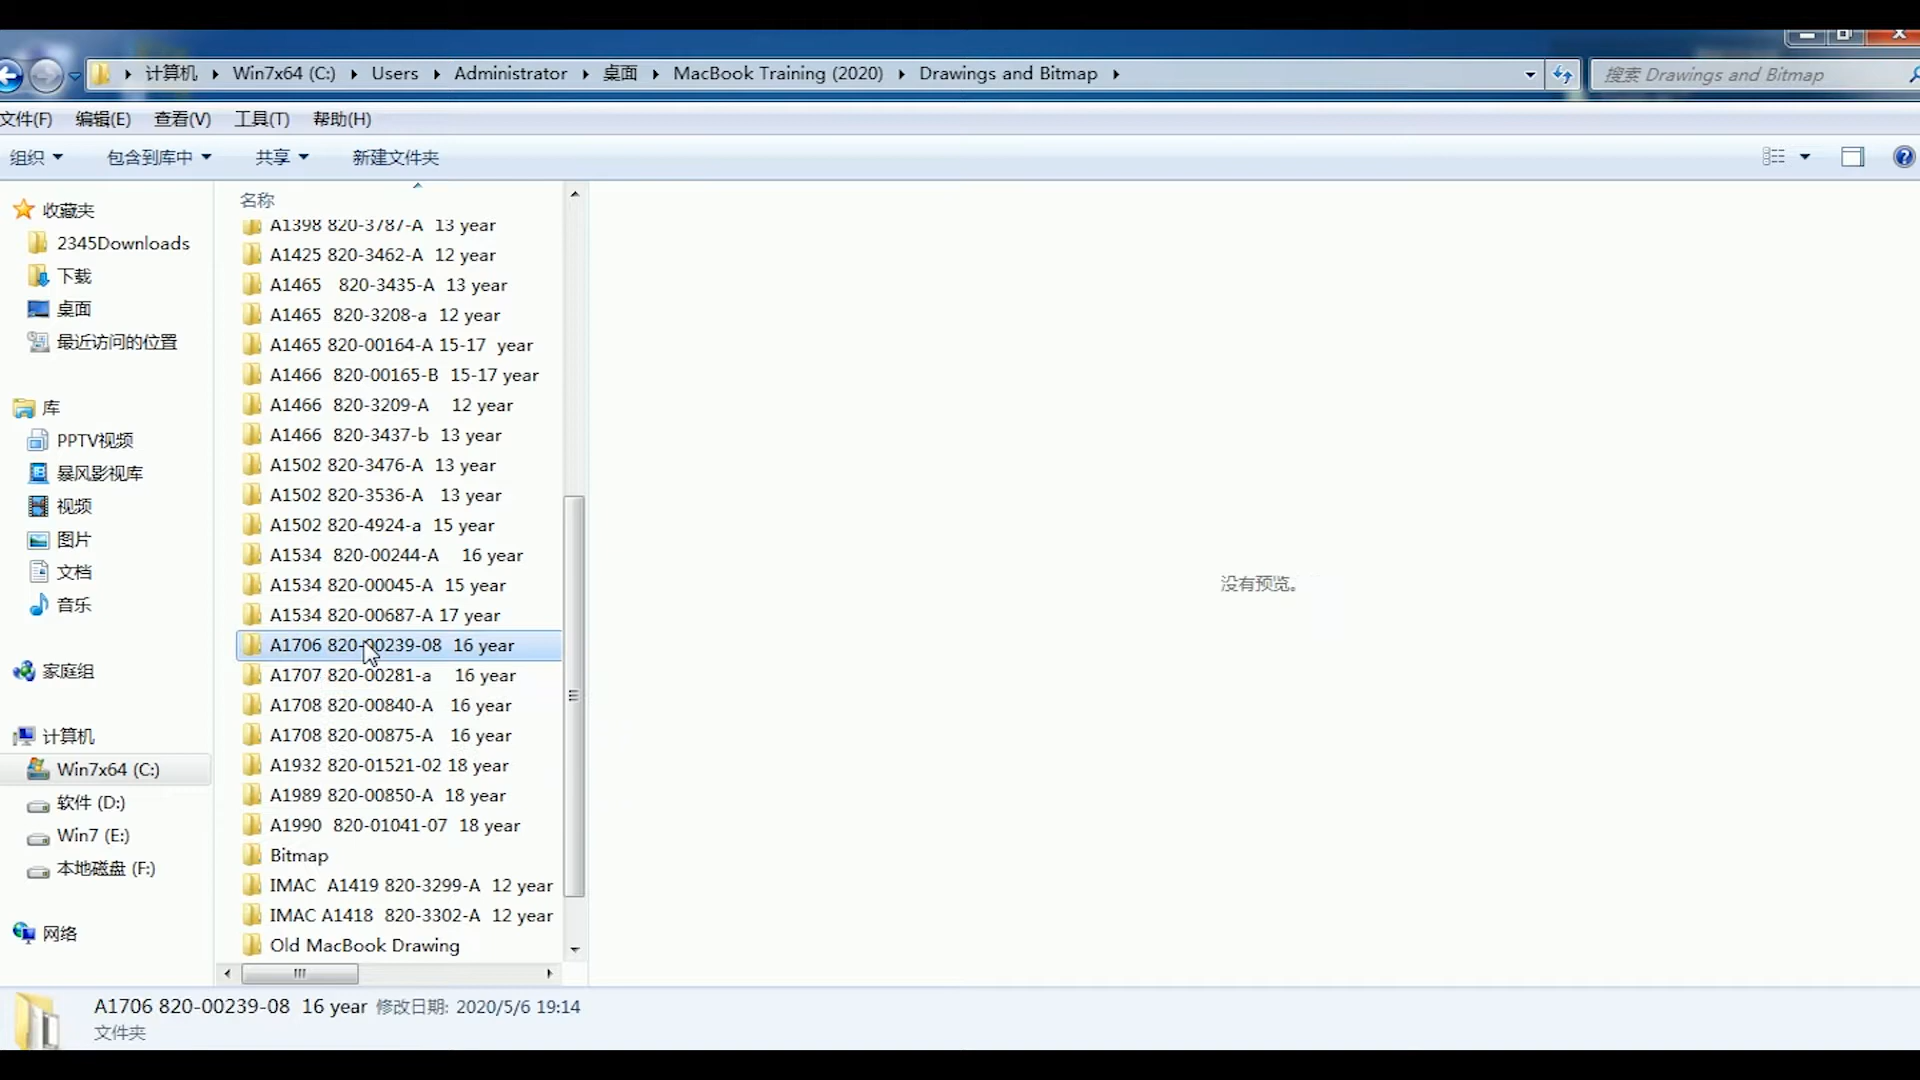 计算机 Win7x64 (C:) Users Administrator 桌面 MacBook Training (2020) Drawings and Bitmap
搜索 Drawings and Bitmap
文件(F) 编辑(E) 查看(V) 工具(T) 帮助(H)
组织 包含到库中 共享 新建文件夹
收藏夹
2345Downloads
下载
桌面
最近访问的位置
库
PPTV视频
暴风影视库
视频
图片
文档
音乐
家庭组
计算机
Win7x64 (C:)
软件 (D:)
Win7 (E:)
本地磁盘 (F:)
网络
名称
A1398 820-3787-A 13 year
A1425 820-3462-A 12 year
A1465 820-3435-A 13 year
A1465 820-3208-a 12 year
A1465 820-00164-A 15-17 year
A1466 820-00165-B 15-17 year
A1466 820-3209-A 12 year
A1466 820-3437-b 13 year
A1502 820-3476-A 13 year
A1502 820-3536-A 13 year
A1502 820-4924-a 15 year
A1534 820-00244-A 16 year
A1534 820-00045-A 15 year
A1534 820-00687-A 17 year
A1706 820-00239-08 16 year
A1707 820-00281-a 16 year
A1708 820-00840-A 16 year
A1708 820-00875-A 16 year
A1932 820-01521-02 18 year
A1989 820-00850-A 18 year
A1990 820-01041-07 18 year
Bitmap
IMAC A1419 820-3299-A 12 year
IMAC A1418 820-3302-A 12 year
Old MacBook Drawing
没有预览。
A1706 820-00239-08 16 year 修改日期: 2020/5/6 19:14
文件夹